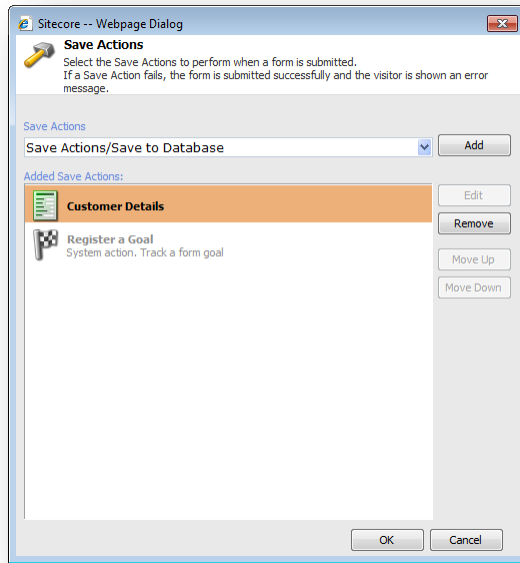 Sitecore -- Webpage Dialog
Save Actions
Select the Save Actions to perform when a form is submitted.
If a Save Action fails, the form is submitted successfully and the visitor is shown an error
message.
Save Actions
Save Actions/Save to Database
Add
Added Save Actions:
Customer Details
Edit
Remove
Register a Goal
System action. Track a form goal
Move Up
Move Down
OK
Cancel